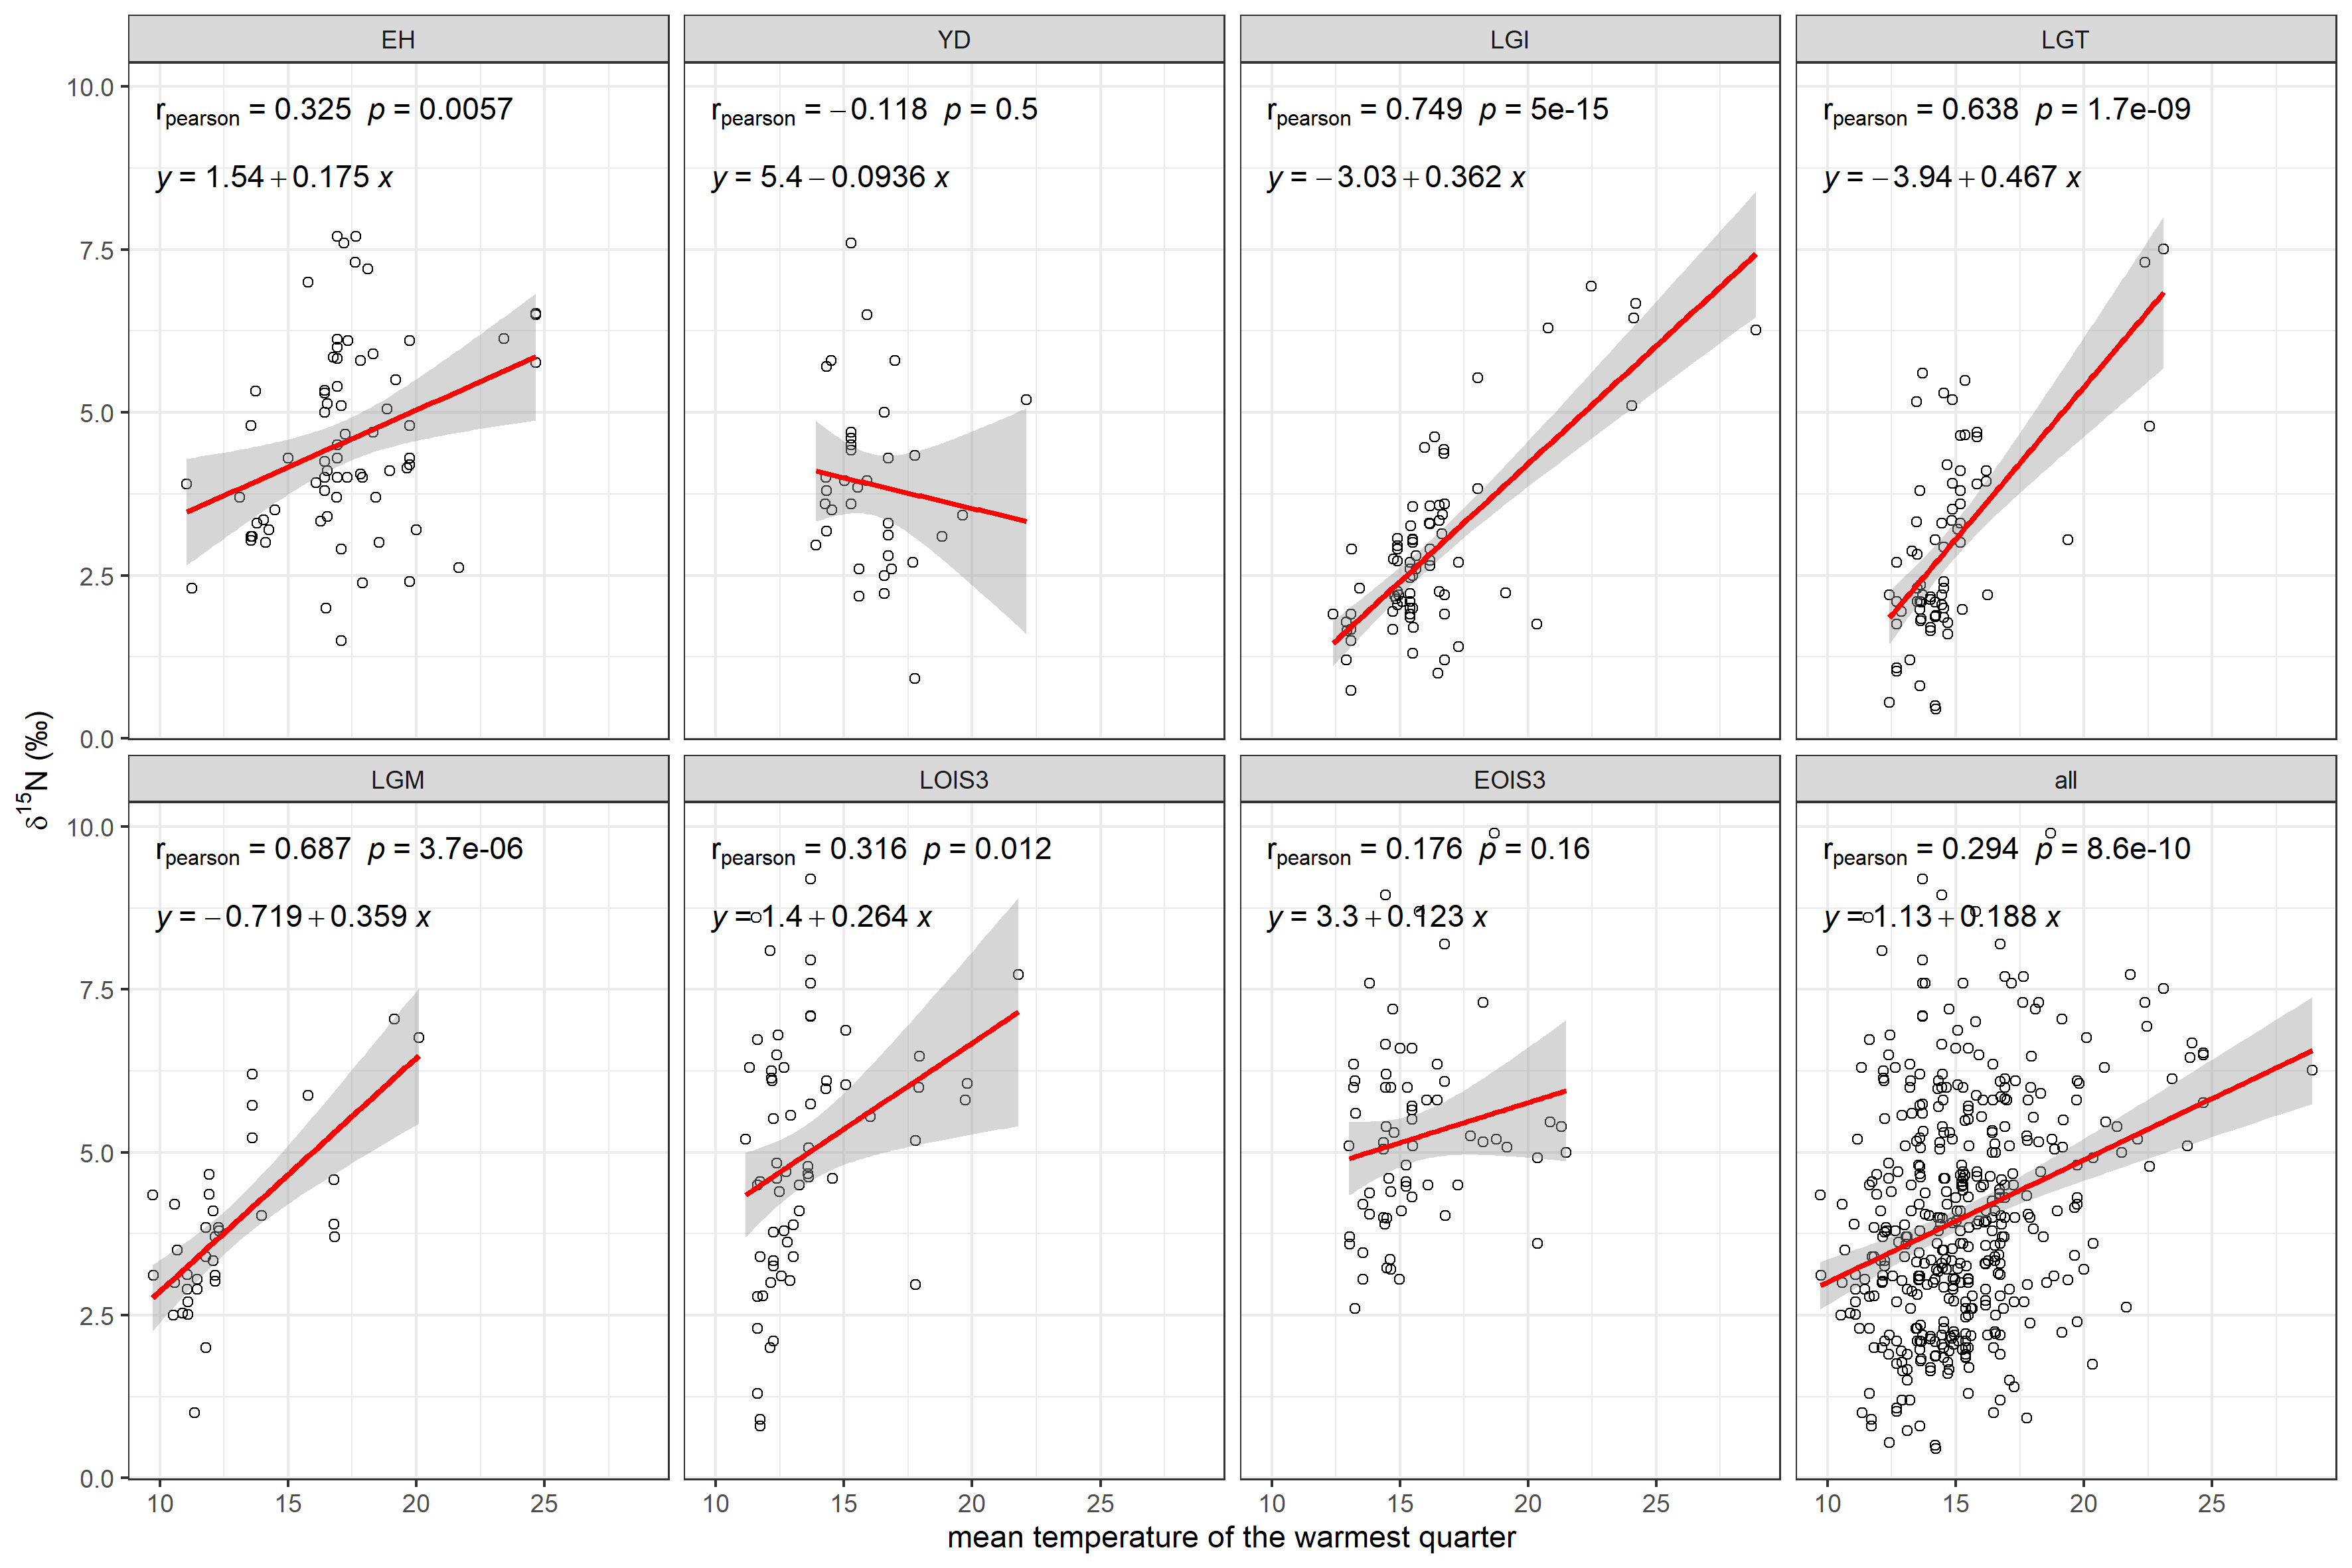 EH YD LGI LGT
r_pearson = 0.325 p = 0.0057 r_pearson = −0.118 p = 0.5 r_pearson = 0.749 p = 5e-15 r_pearson = 0.638 p = 1.7e-09
y = 1.54+0.175 x y = 5.4−0.0936 x y = −3.03+0.362 x y = −3.94+0.467 x
10.0
7.5
5.0
2.5
0.0
LGM LOIS3 EOIS3 all
r_pearson = 0.687 p = 3.7e-06 r_pearson = 0.316 p = 0.012 r_pearson = 0.176 p = 0.16 r_pearson = 0.294 p = 8.6e-10
y = −0.719+0.359 x y = 1.4+0.264 x y = 3.3+0.123 x y = 1.13+0.188 x
10.0
7.5
5.0
2.5
0.0
10 15 20 25 10 15 20 25 10 15 20 25 10 15 20 25
mean temperature of the warmest quarter
δ¹⁵N (‰)